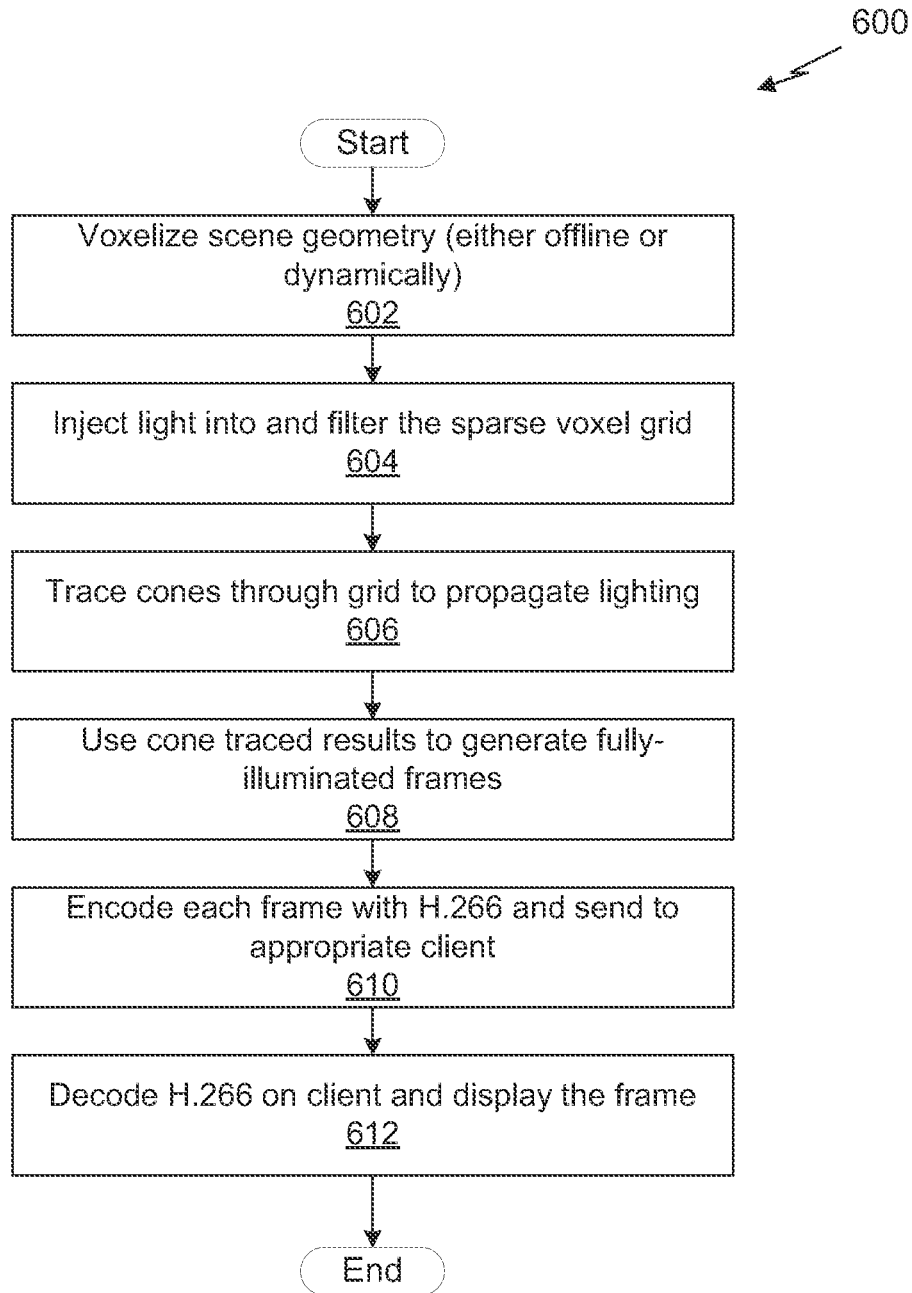 600
Start
Voxelize scene geometry (either offline or
dynamically)
602
Inject light into and filter the sparse voxel grid
604
Trace cones through grid to propagate lighting
606
Use cone traced results to generate fully-
illuminated frames
608
Encode each frame with H.266 and send to
appropriate client
610
Decode H.266 on client and display the frame
612
End